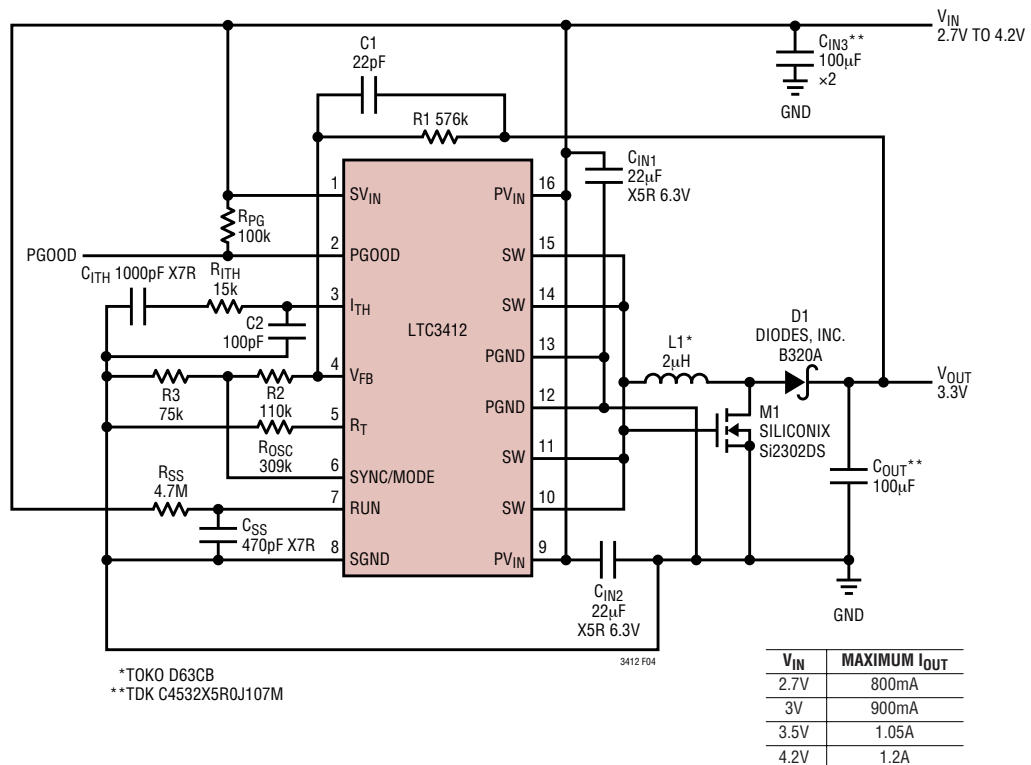 V_IN
2.7V TO 4.2V
C_IN3**
100µF
×2
GND
C1
22pF
R1 576k
C_IN1
22µF
X5R 6.3V
R_PG
100k
PGOOD
C_ITH 1000pF X7R
R_ITH
15k
C2
100pF
R3
75k
R2
110k
R_OSC
309k
R_SS
4.7M
C_SS
470pF X7R
1
2
3
4
5
6
7
8
SV_IN
PGOOD
I_TH
V_FB
R_T
SYNC/MODE
RUN
SGND
LTC3412
PV_IN
SW
SW
PGND
PGND
SW
SW
PV_IN
16
15
14
13
12
11
10
9
L1*
2µH
D1
DIODES, INC.
B320A
V_OUT
3.3V
M1
SILICONIX
Si2302DS
C_OUT**
100µF
GND
C_IN2
22µF
X5R 6.3V
3412 F04
*TOKO D63CB
**TDK C4532X5R0J107M
V_IN MAXIMUM I_OUT
2.7V 800mA
3V 900mA
3.5V 1.05A
4.2V 1.2A